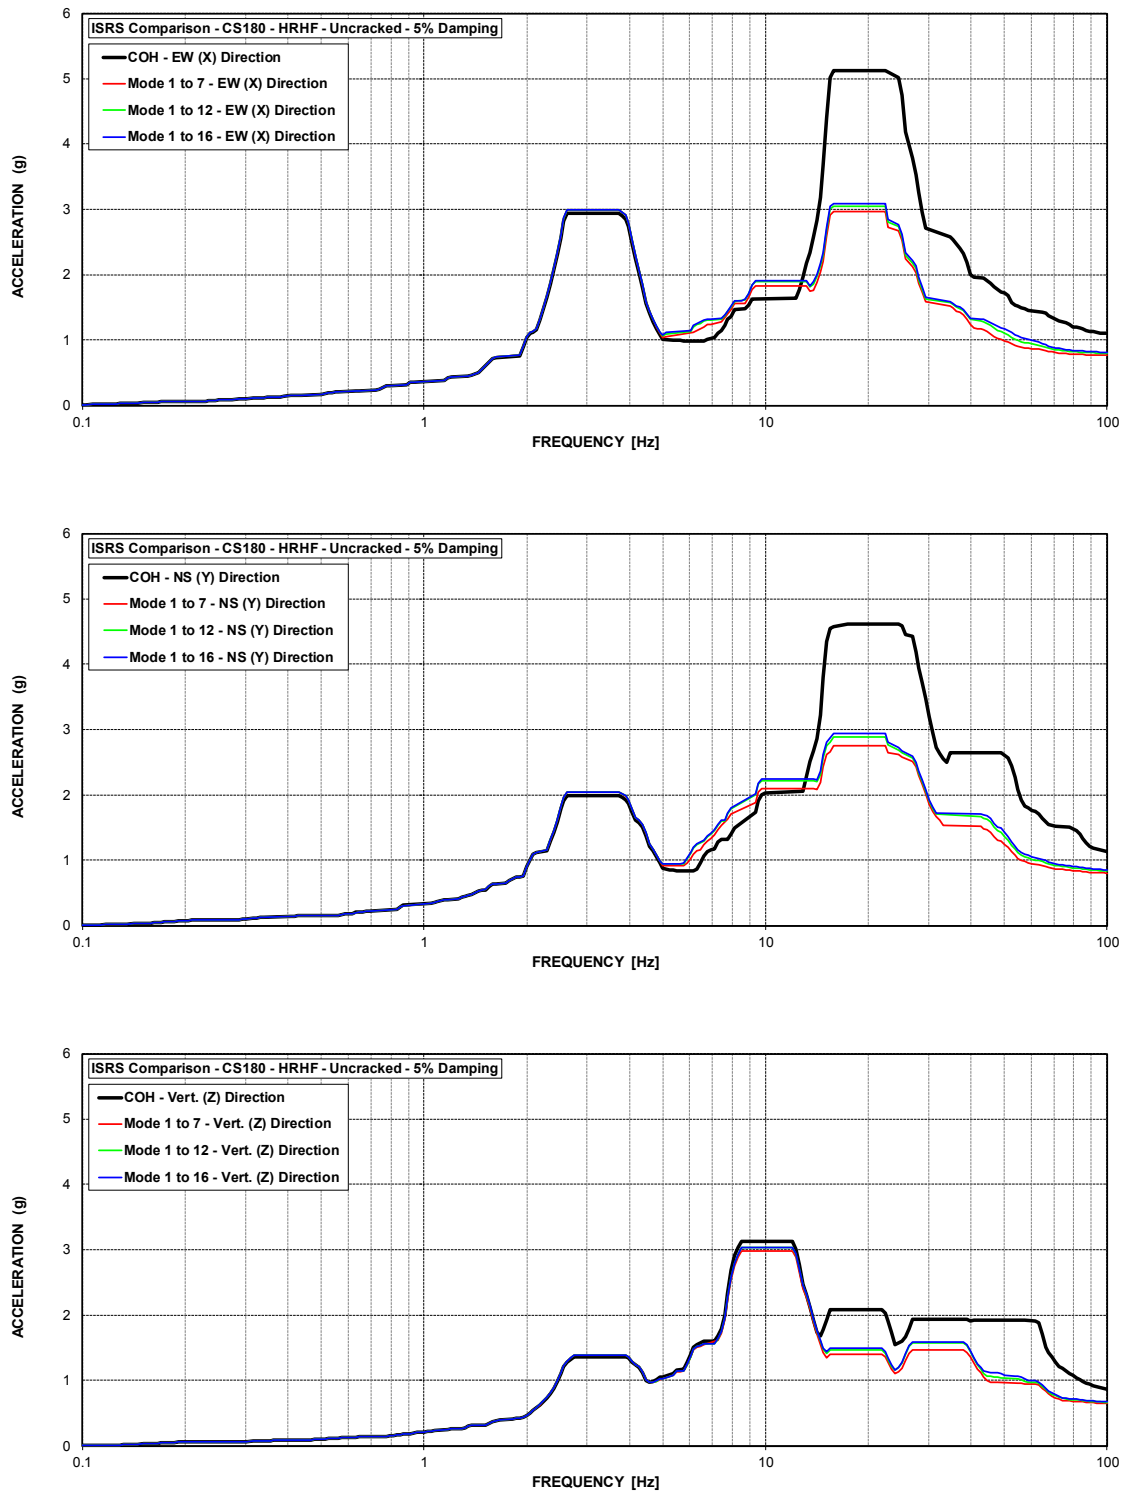 ISRS Comparison - CS180 - HRHF - Uncracked - 5% Damping
COH - EW (X) Direction
Mode 1 to 7 - EW (X) Direction
Mode 1 to 12 - EW (X) Direction
Mode 1 to 16 - EW (X) Direction
ACCELERATION (g)
6
5
4
3
2
1
0
0.1
1
10
100
FREQUENCY [Hz]
ISRS Comparison - CS180 - HRHF - Uncracked - 5% Damping
COH - NS (Y) Direction
Mode 1 to 7 - NS (Y) Direction
Mode 1 to 12 - NS (Y) Direction
Mode 1 to 16 - NS (Y) Direction
ACCELERATION (g)
6
5
4
3
2
1
0
0.1
1
10
100
FREQUENCY [Hz]
ISRS Comparison - CS180 - HRHF - Uncracked - 5% Damping
COH - Vert. (Z) Direction
Mode 1 to 7 - Vert. (Z) Direction
Mode 1 to 12 - Vert. (Z) Direction
Mode 1 to 16 - Vert. (Z) Direction
ACCELERATION (g)
6
5
4
3
2
1
0
0.1
1
10
100
FREQUENCY [Hz]